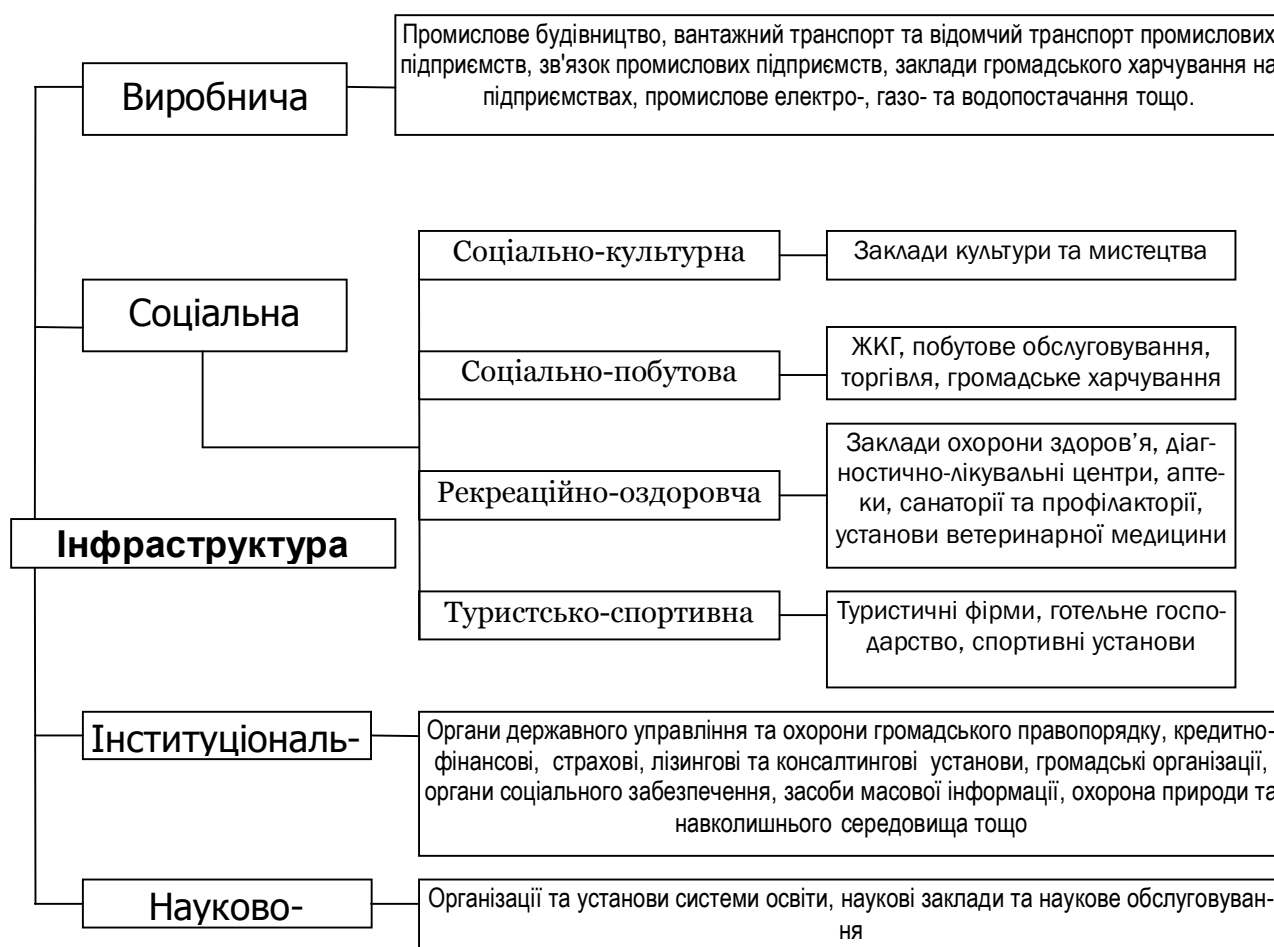 Промислове будівництво, вантажний транспорт та відомчий транспорт промислових
підприємств, зв'язок промислових підприємств, заклади громадського харчування на
підприємствах, промислове електро-, газо- та водопостачання тощо.
Виробнича
Соціально-культурна
Заклади культури та мистецтва
Соціальна
ЖКГ, побутове обслуговування,
торгівля, громадське харчування
Соціально-побутова
Заклади охорони здоров’я, діаг-
ностично-лікувальні центри, апте-
ки, санаторії та профілакторії,
установи ветеринарної медицини
Рекреаційно-оздоровча
Інфраструктура
Туристсько-спортивна
Туристичні фірми, готельне госпо-
дарство, спортивні установи
Інституціональ-
Органи державного управління та охорони громадського правопорядку, кредитно-
фінансові, страхові, лізингові та консалтингові установи, громадські організації,
органи соціального забезпечення, засоби масової інформації, охорона природи та
навколишнього середовища тощо
Науково-
Організації та установи системи освіти, наукові заклади та наукове обслуговуван-
ня